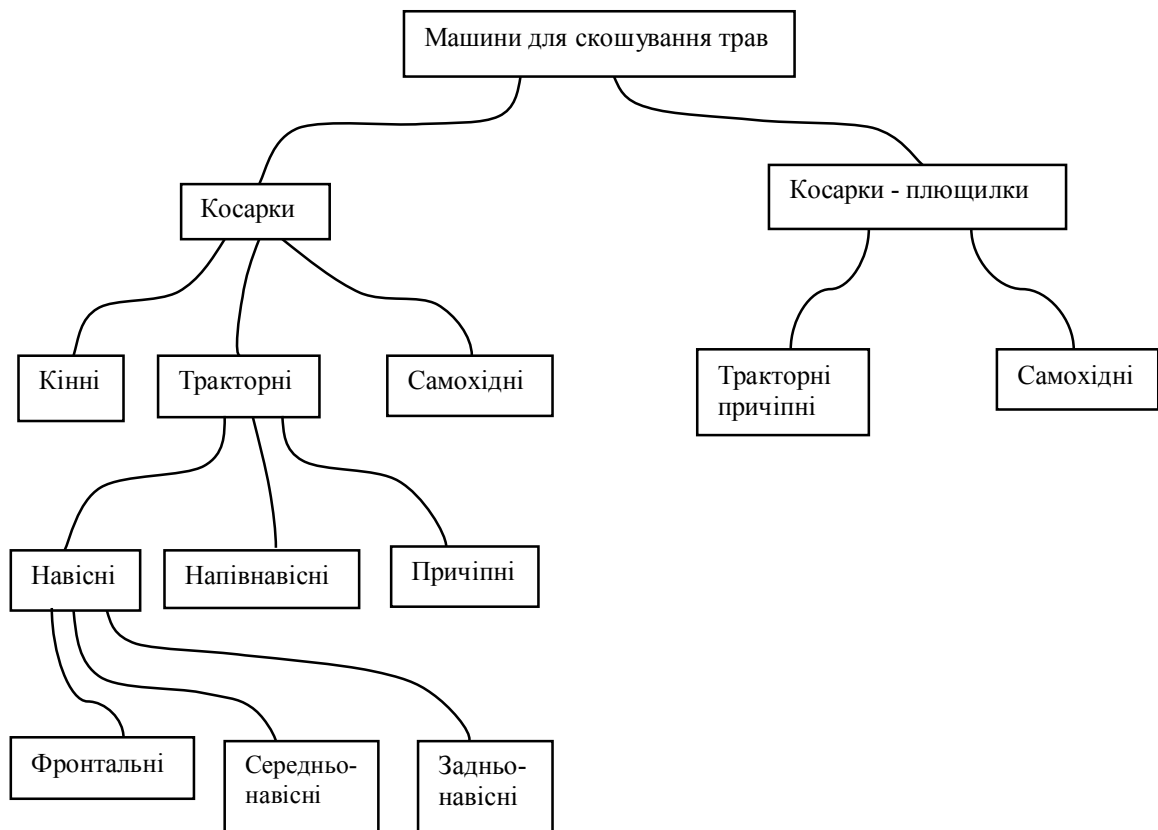 Машини для скошування трав
Косарки
Косарки - плющилки
Кінні
Тракторні
Самохідні
Тракторні
причіпні
Самохідні
Навісні
Напівнавісні
Причіпні
Фронтальні
Середньо-
навісні
Задньо-
навісні